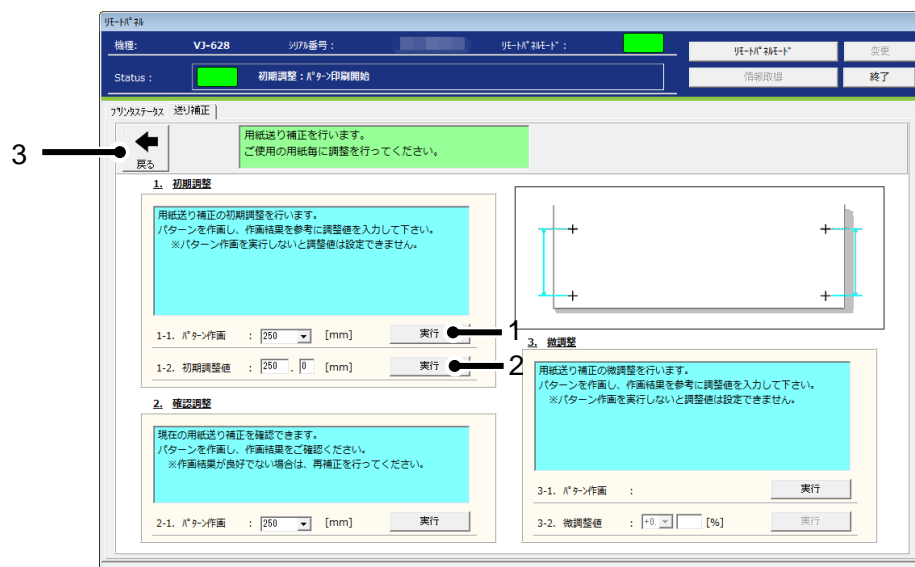 リモートパネル
機種: VJ-628 シリアル番号: リモートパネルモード:
リモートパネルモード 変更
Status : 初期調整:パターン印刷開始
情報取得 終了
プリンタステータス 送り補正
戻る
用紙送り補正を行います。
ご使用の用紙毎に調整を行ってください。
3
1. 初期調整
用紙送り補正の初期調整を行います。
パターンを作画し、作画結果を参考に調整値を入力して下さい。
※パターン作画を実行しないと調整値は設定できません。
1-1. パターン作画 : 250 [mm] 実行
1
1-2. 初期調整値 : 250 . 0 [mm] 実行
2
2. 確認調整
現在の用紙送り補正を確認できます。
パターンを作画し、作画結果をご確認ください。
※作画結果が良好でない場合は、再補正を行ってください。
2-1. パターン作画 : 250 [mm] 実行
3. 微調整
用紙送り補正の微調整を行います。
パターンを作画し、作画結果を参考に調整値を入力して下さい。
※パターン作画を実行しないと調整値は設定できません。
3-1. パターン作画 : 実行
3-2. 微調整値 : +0. [%] 実行